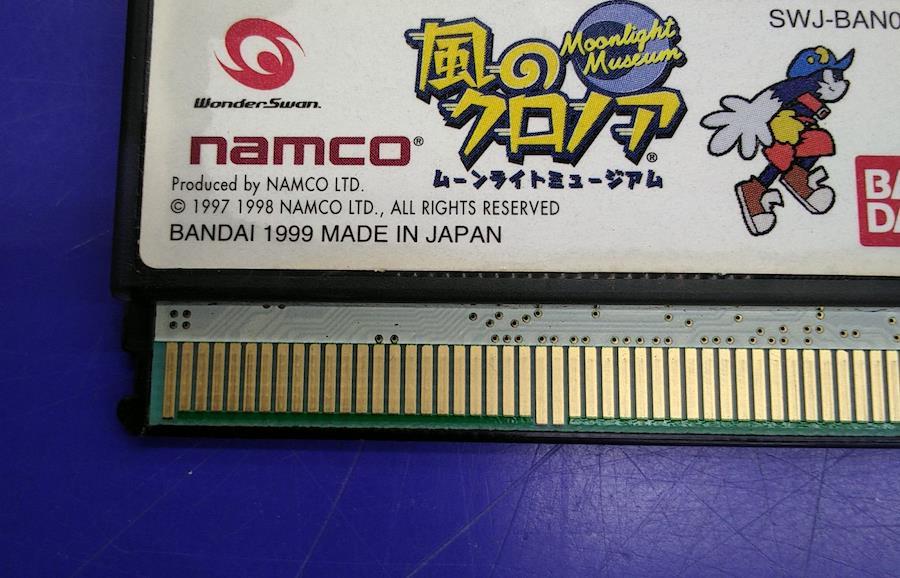 SWJ-BAN0
WonderSwan.
風のクロノア®
Moonlight
Museum
ムーンライトミュージアム
namco®
Produced by NAMCO LTD.
© 1997 1998 NAMCO LTD., ALL RIGHTS RESERVED
BANDAI 1999 MADE IN JAPAN
BA
DA